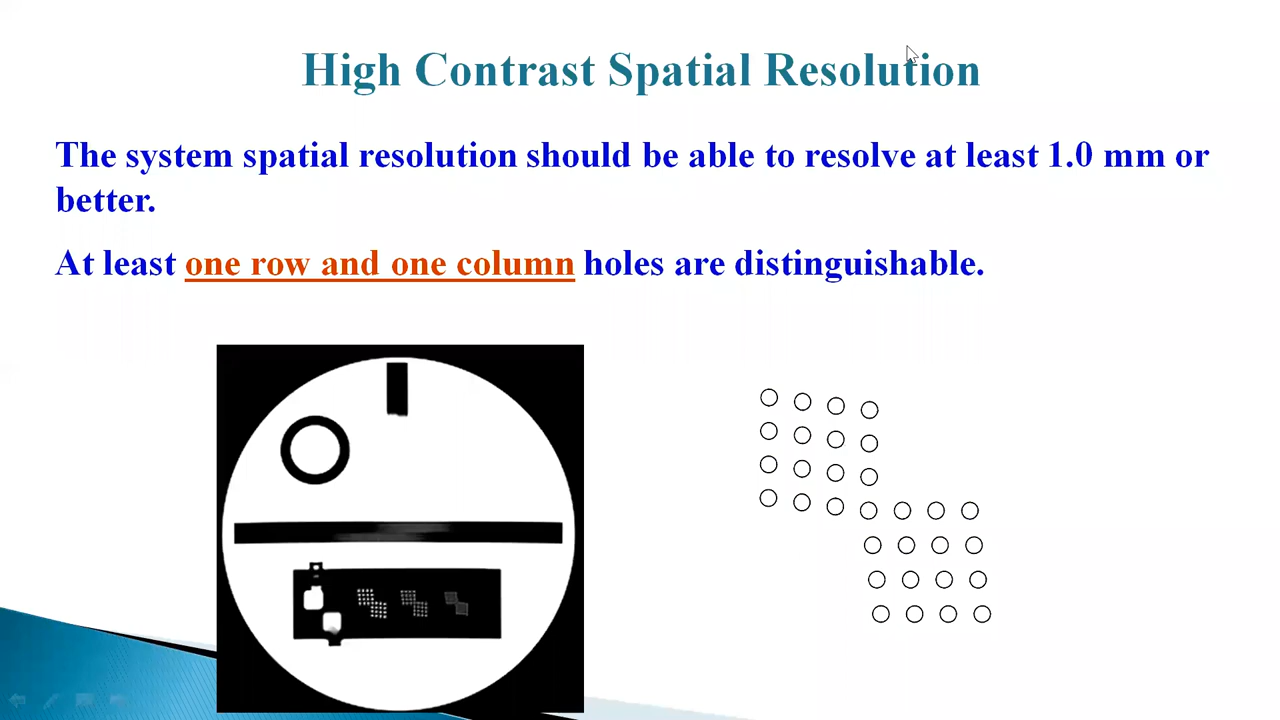 High Contrast Spatial Resolution
The system spatial resolution should be able to resolve at least 1.0 mm or
better.
At least one row and one column holes are distinguishable.